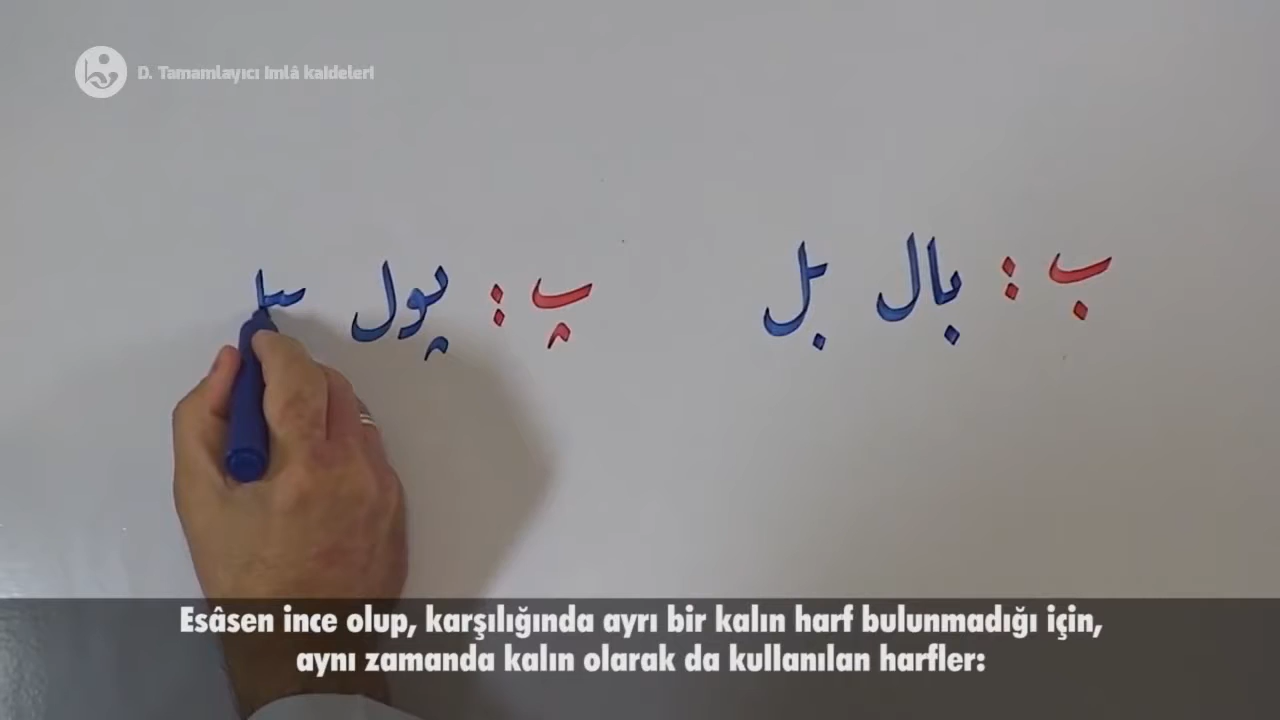 D. Tamamlayıcı imlâ kaideleri
ب : بال بل
پ : پول
Esâsen ince olup, karşılığında ayrı bir kalın harf bulunmadığı için,
aynı zamanda kalın olarak da kullanılan harfler: